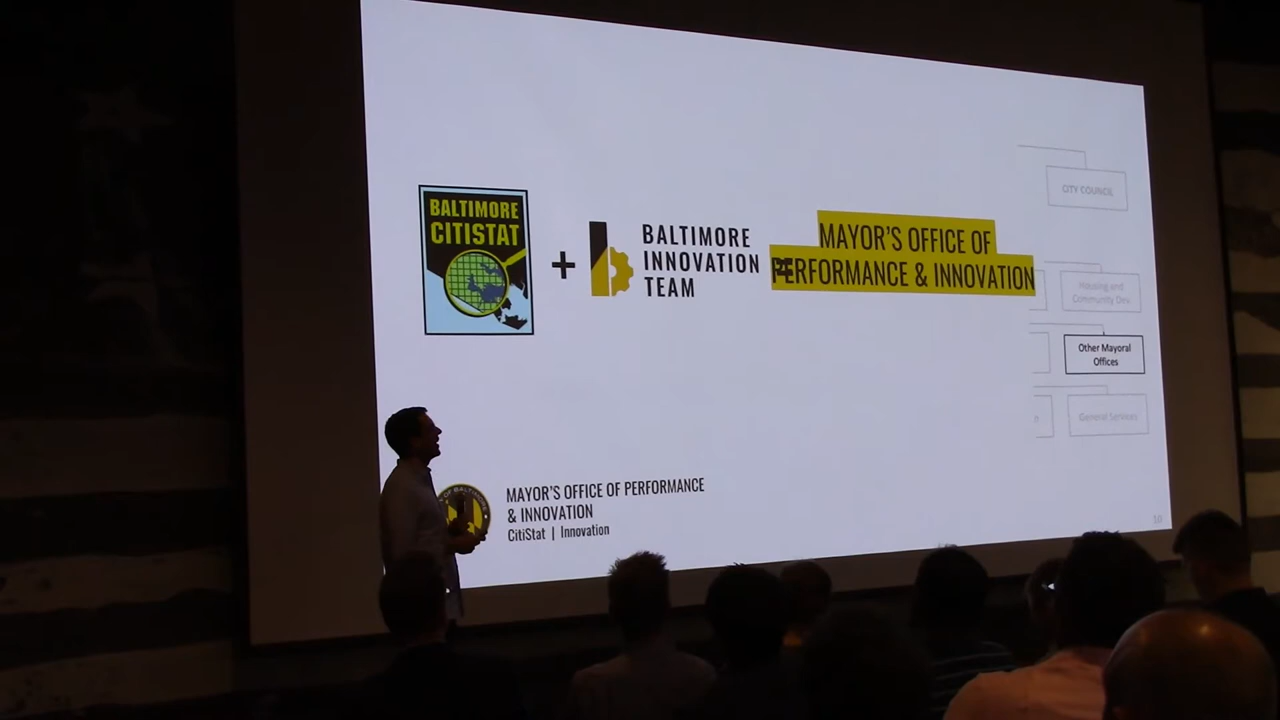 BALTIMORE
CITISTAT
+
BALTIMORE
INNOVATION
TEAM
=
MAYOR'S OFFICE OF
PERFORMANCE & INNOVATION
CITY COUNCIL
Housing and
Community Dev.
Other Mayoral
Offices
General Services
MAYOR'S OFFICE OF PERFORMANCE
& INNOVATION
CitiStat | Innovation
10